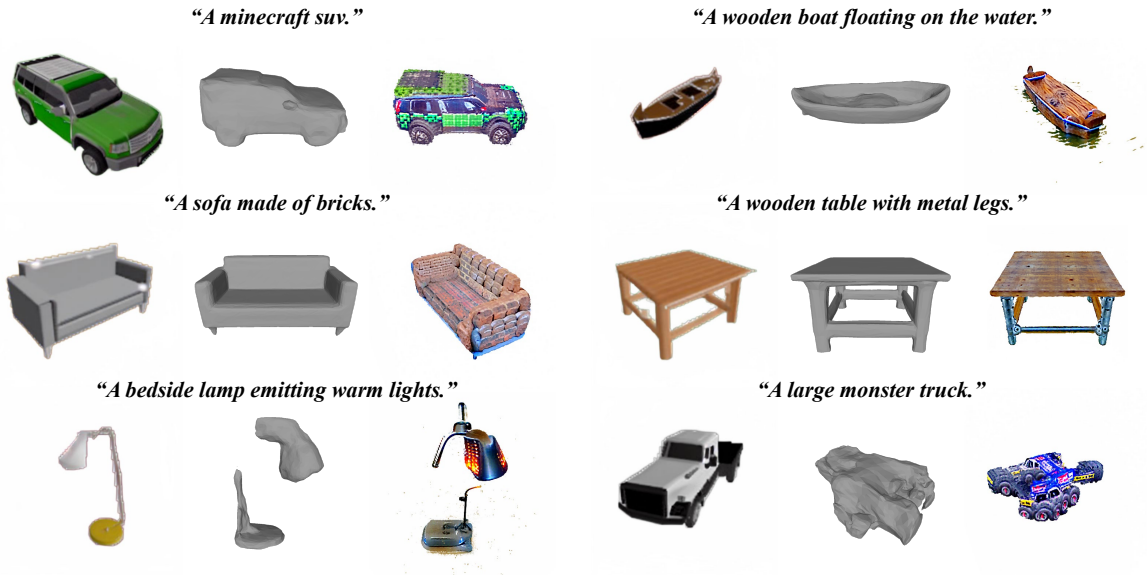 “A minecraft suv.”
“A wooden boat floating on the water.”
“A sofa made of bricks.”
“A wooden table with metal legs.”
“A bedside lamp emitting warm lights.”
“A large monster truck.”